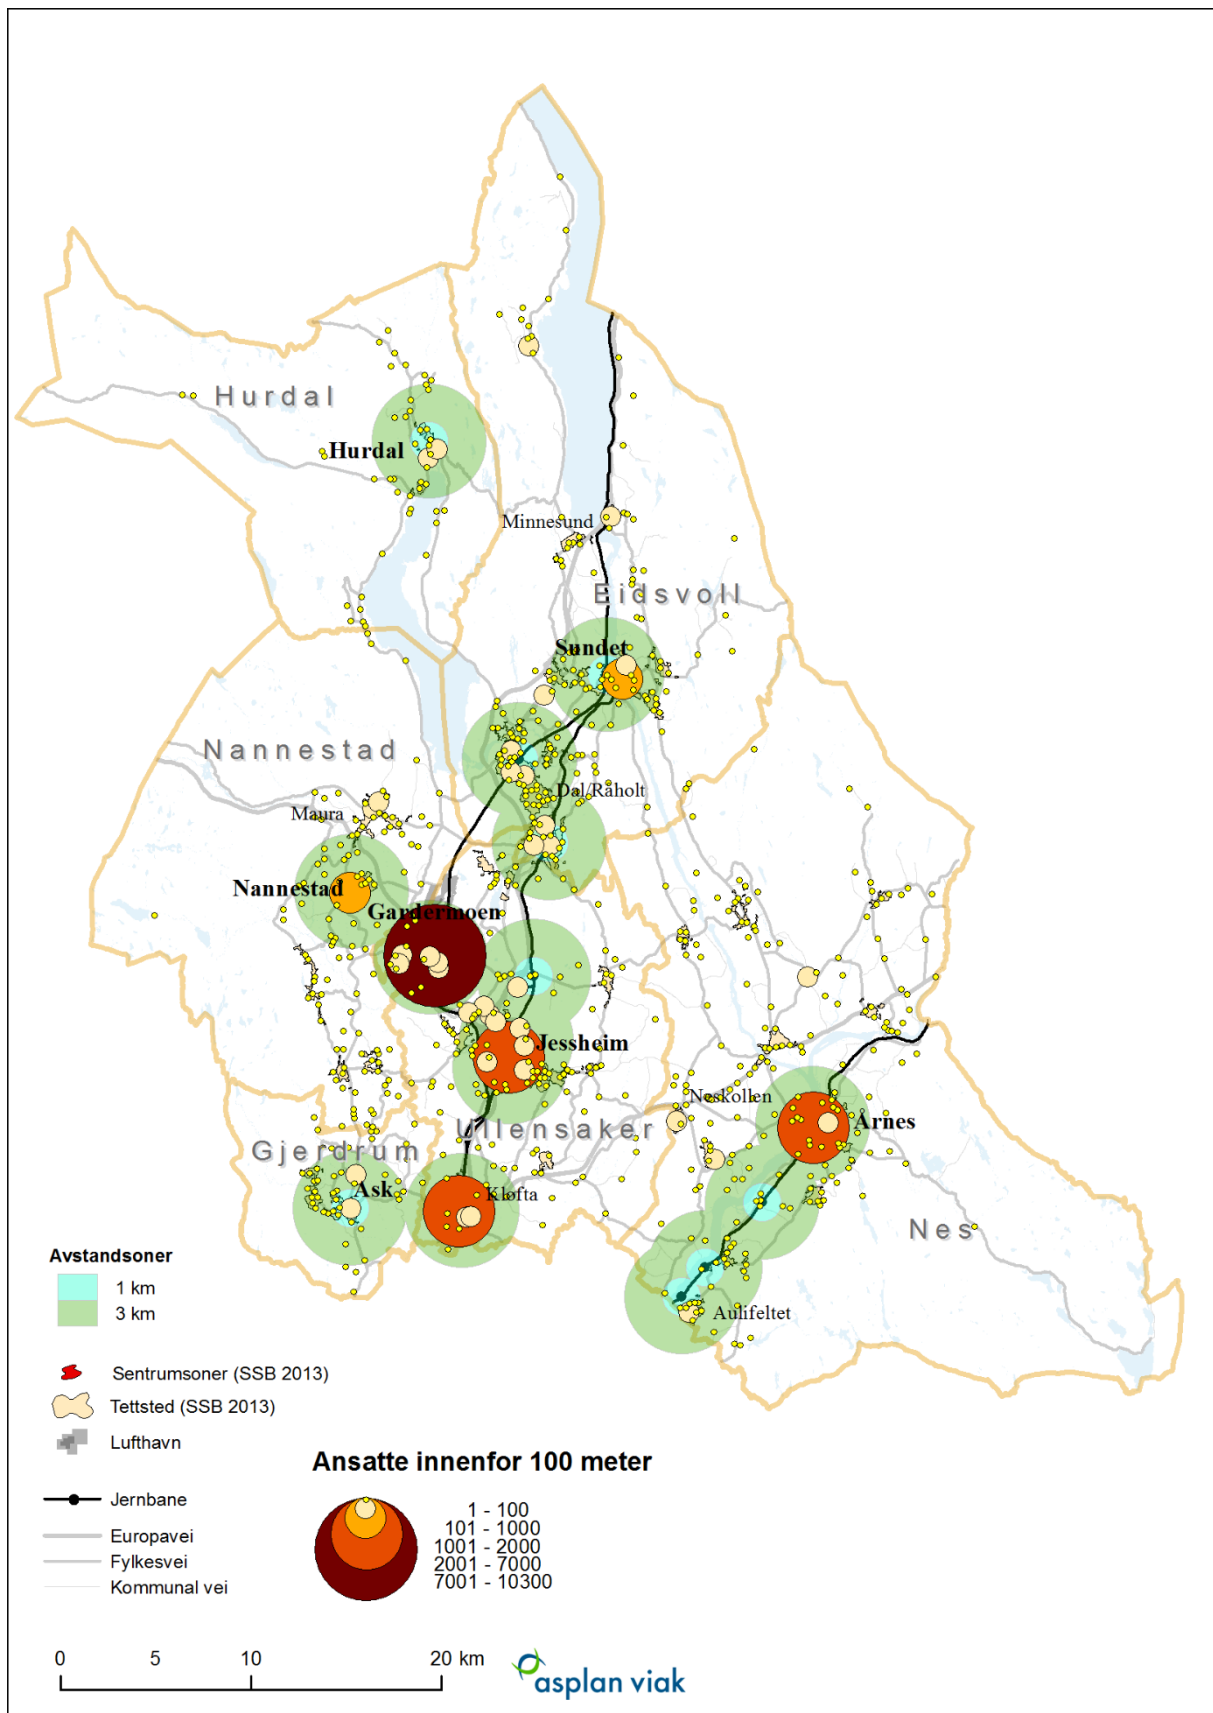 Hurdal
Hurdal
Minnesund
Eidsvoll
Sundet
Nannestad
Dal/Råholt
Maura
Nannestad
Gardermoen
Jessheim
Neskollen
Årnes
Ullensaker
Gjerdrum
Ask
Kløfta
Nes
Aulifeltet
Avstandsoner
1 km
3 km
Sentrumsoner (SSB 2013)
Tettsted (SSB 2013)
Lufthavn
Jernbane
Europavei
Fylkesvei
Kommunal vei
Ansatte innenfor 100 meter
1 - 100
101 - 1000
1001 - 2000
2001 - 7000
7001 - 10300
0 5 10 20 km
asplan viak